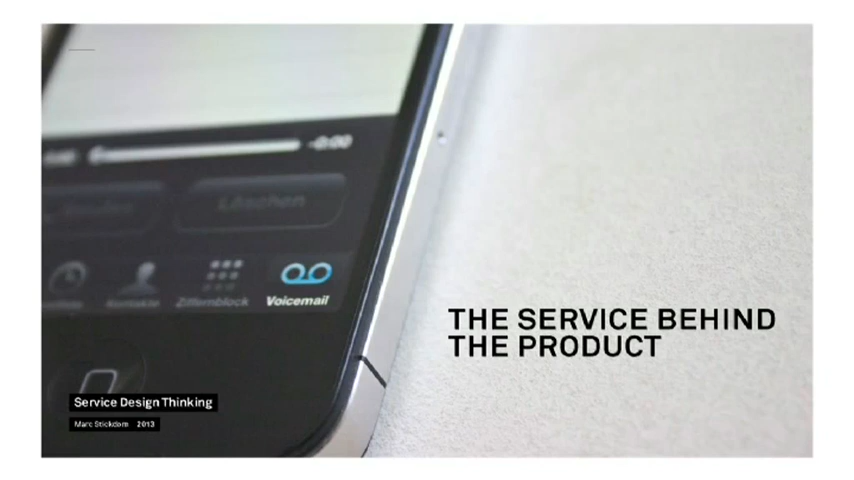 -0:00
Löschen
Kontakte
Ziffernblock
Voicemail
THE SERVICE BEHIND
THE PRODUCT
Service Design Thinking
Marc Stickdorn 2013